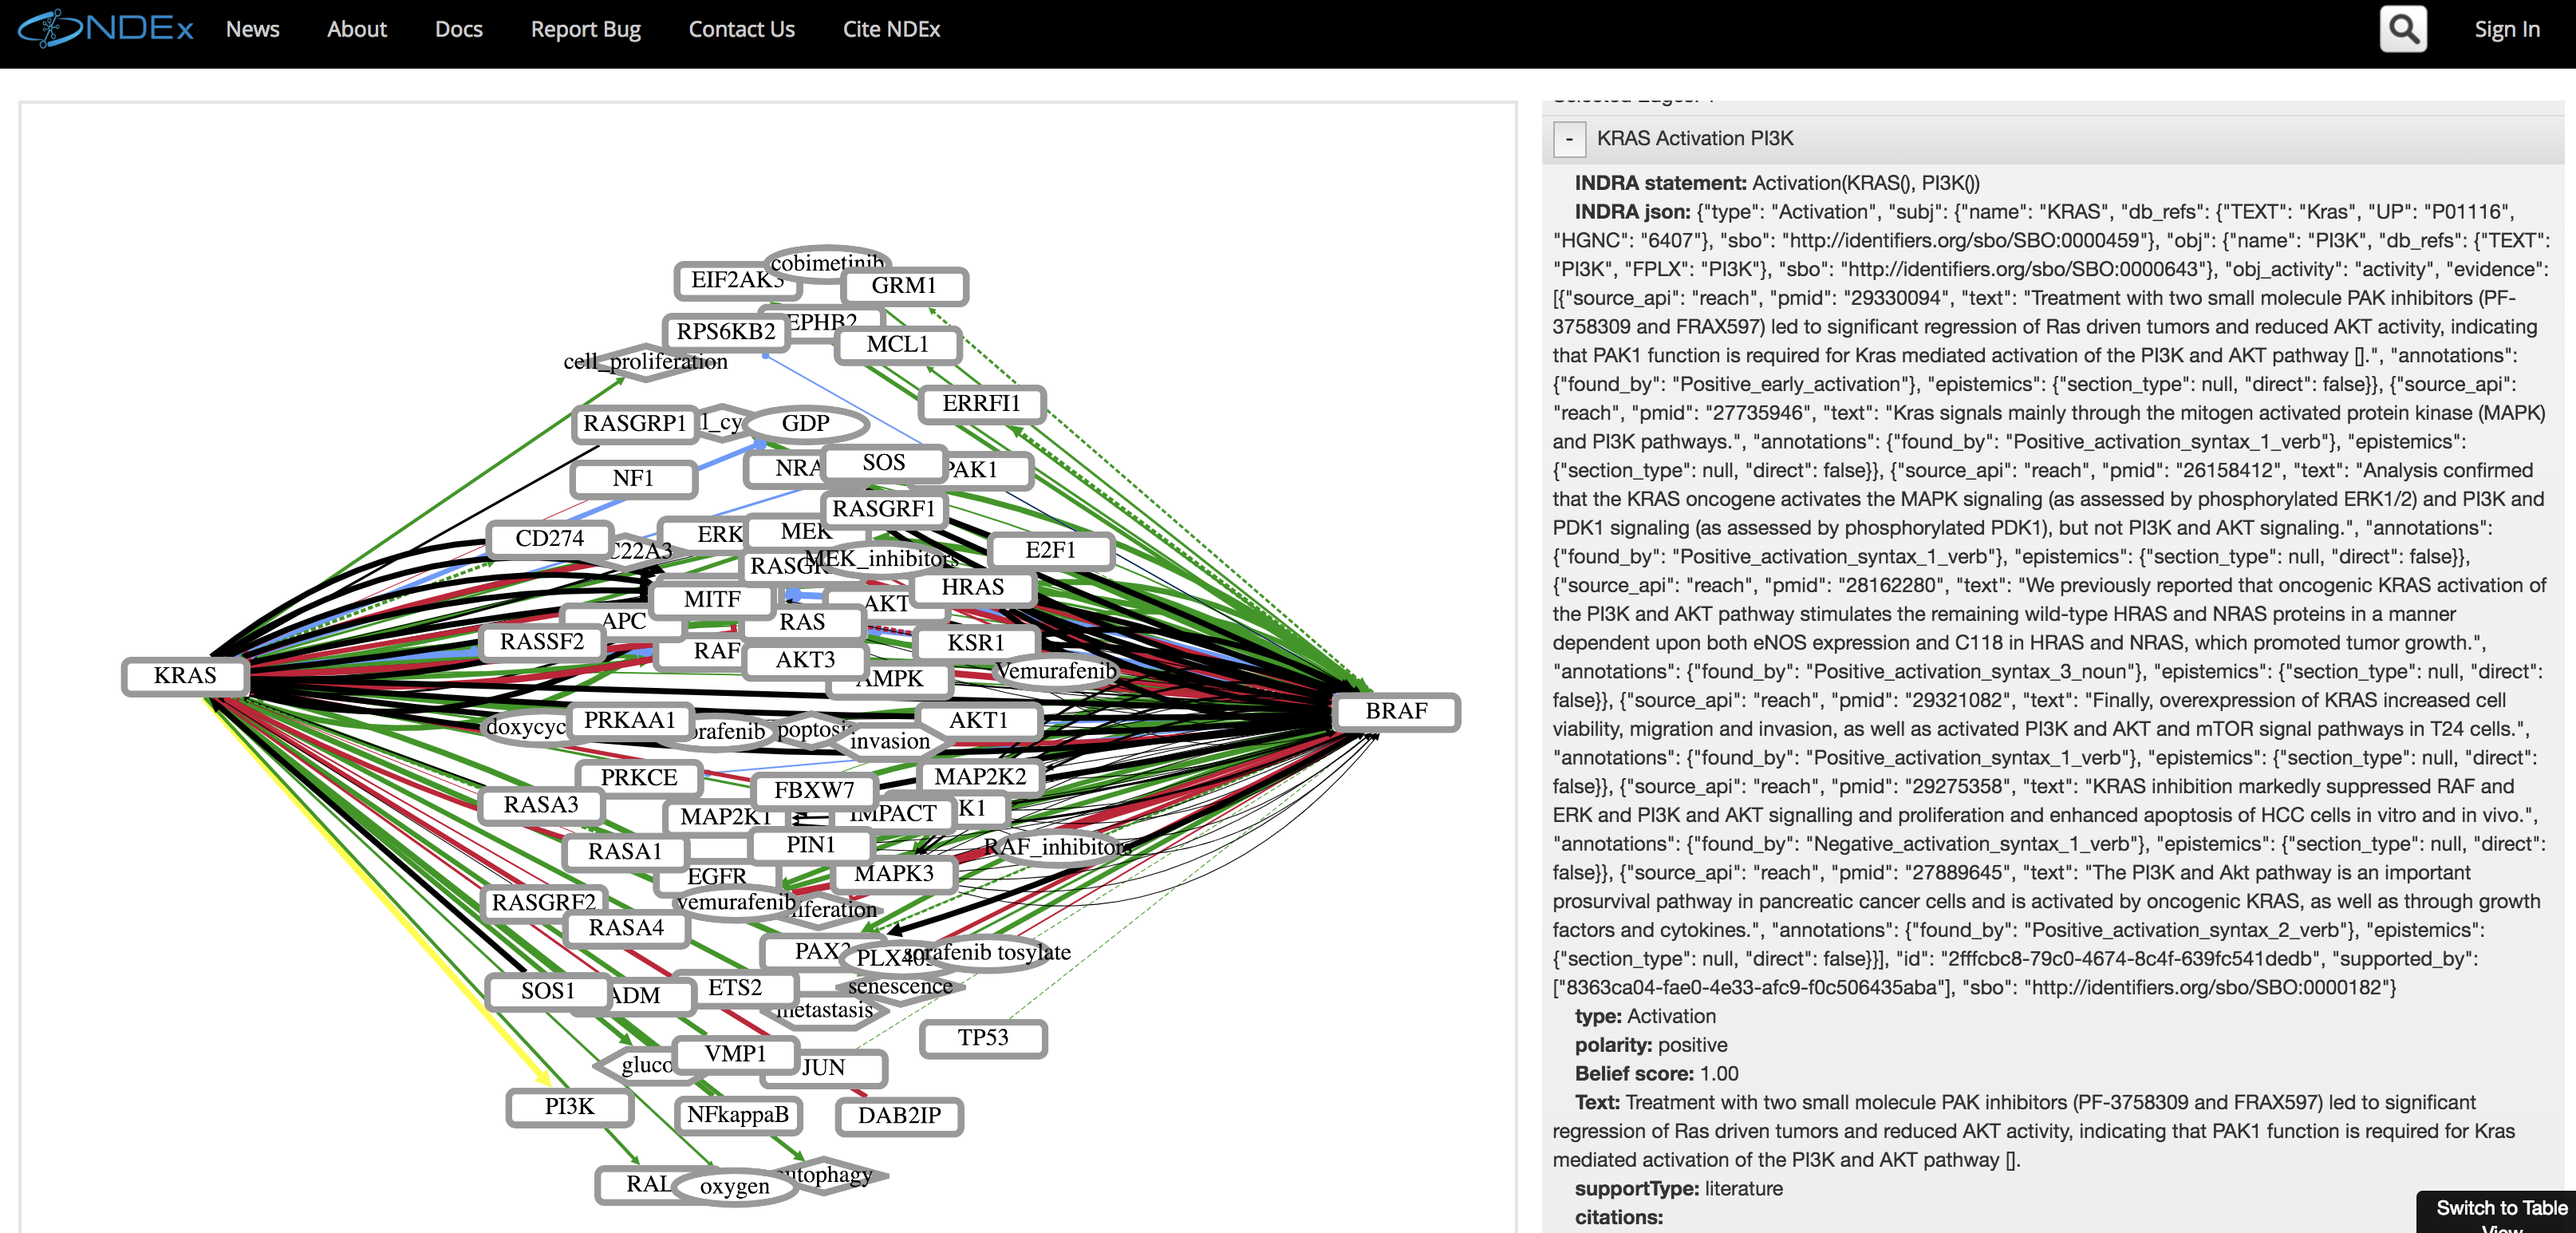 NDEx News About Docs Report Bug Contact Us Cite NDEx Sign In
cobimetinib
EIF2AK3
GRM1
EPHB2
RPS6KB2
MCL1
cell_proliferation
ERRFI1
RASGRP1
l_cy
GDP
SOS
NRA
PAK1
NF1
RASGRF1
CD274
ERK
MEK
E2F1
C22A3
MEK_inhibitors
RASGR
HRAS
MITF
AKT
APC
RAS
RASSF2
KSR1
RAF
AKT3
Vemurafenib
KRAS
AMPK
BRAF
doxycyc
PRKAA1
orafenib
poptosi
AKT1
invasion
PRKCE
MAP2K2
FBXW7
RASA3
MAP2K1
IMPACT
K1
PIN1
RASA1
RAF_inhibitors
EGFR
MAPK3
RASGRF2
vemurafenib
liferation
RASA4
PAX
PLX40
sorafenib tosylate
SOS1
ADM
ETS2
senescence
metastasis
TP53
VMP1
gluco
JUN
PI3K
NFkappaB
DAB2IP
RAL
oxygen
utophagy
- KRAS Activation PI3K
INDRA statement: Activation(KRAS(), PI3K())
INDRA json: {"type": "Activation", "subj": {"name": "KRAS", "db_refs": {"TEXT": "Kras", "UP": "P01116",
"HGNC": "6407"}, "sbo": "http://identifiers.org/sbo/SBO:0000459"}, "obj": {"name": "PI3K", "db_refs": {"TEXT":
"PI3K", "FPLX": "PI3K"}, "sbo": "http://identifiers.org/sbo/SBO:0000643"}, "obj_activity": "activity", "evidence":
[{"source_api": "reach", "pmid": "29330094", "text": "Treatment with two small molecule PAK inhibitors (PF-
3758309 and FRAX597) led to significant regression of Ras driven tumors and reduced AKT activity, indicating
that PAK1 function is required for Kras mediated activation of the PI3K and AKT pathway [].", "annotations":
{"found_by": "Positive_early_activation"}, "epistemics": {"section_type": null, "direct": false}}, {"source_api":
"reach", "pmid": "27735946", "text": "Kras signals mainly through the mitogen activated protein kinase (MAPK)
and PI3K pathways.", "annotations": {"found_by": "Positive_activation_syntax_1_verb"}, "epistemics":
{"section_type": null, "direct": false}}, {"source_api": "reach", "pmid": "26158412", "text": "Analysis confirmed
that the KRAS oncogene activates the MAPK signaling (as assessed by phosphorylated ERK1/2) and PI3K and
PDK1 signaling (as assessed by phosphorylated PDK1), but not PI3K and AKT signaling.", "annotations":
{"found_by": "Positive_activation_syntax_1_verb"}, "epistemics": {"section_type": null, "direct": false}},
{"source_api": "reach", "pmid": "28162280", "text": "We previously reported that oncogenic KRAS activation of
the PI3K and AKT pathway stimulates the remaining wild-type HRAS and NRAS proteins in a manner
dependent upon both eNOS expression and C118 in HRAS and NRAS, which promoted tumor growth.",
"annotations": {"found_by": "Positive_activation_syntax_3_noun"}, "epistemics": {"section_type": null, "direct":
false}}, {"source_api": "reach", "pmid": "29321082", "text": "Finally, overexpression of KRAS increased cell
viability, migration and invasion, as well as activated PI3K and AKT and mTOR signal pathways in T24 cells.",
"annotations": {"found_by": "Positive_activation_syntax_1_verb"}, "epistemics": {"section_type": null, "direct":
false}}, {"source_api": "reach", "pmid": "29275358", "text": "KRAS inhibition markedly suppressed RAF and
ERK and PI3K and AKT signalling and proliferation and enhanced apoptosis of HCC cells in vitro and in vivo.",
"annotations": {"found_by": "Negative_activation_syntax_1_verb"}, "epistemics": {"section_type": null, "direct":
false}}, {"source_api": "reach", "pmid": "27889645", "text": "The PI3K and Akt pathway is an important
prosurvival pathway in pancreatic cancer cells and is activated by oncogenic KRAS, as well as through growth
factors and cytokines.", "annotations": {"found_by": "Positive_activation_syntax_2_verb"}, "epistemics":
{"section_type": null, "direct": false}}], "id": "2fffcbc8-79c0-4674-8c4f-639fc541dedb", "supported_by":
["8363ca04-fae0-4e33-afc9-f0c506435aba"], "sbo": "http://identifiers.org/sbo/SBO:0000182"}
type: Activation
polarity: positive
Belief score: 1.00
Text: Treatment with two small molecule PAK inhibitors (PF-3758309 and FRAX597) led to significant
regression of Ras driven tumors and reduced AKT activity, indicating that PAK1 function is required for Kras
mediated activation of the PI3K and AKT pathway [].
supportType: literature
citations:
Switch to Table
View